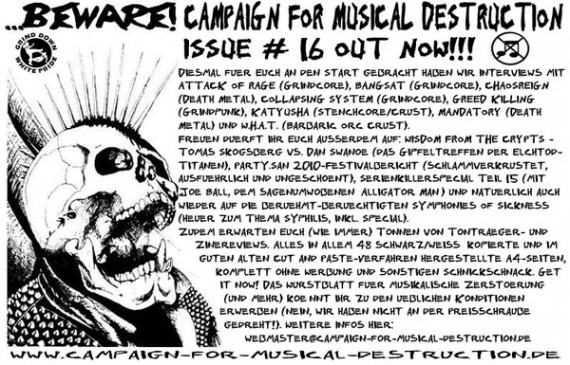 ...BEWARE! CAMPAIGN FOR MUSICAL DESTRUCTION
ISSUE # 16 OUT NOW!!!
GRIND DOWN
WHITE PRIDE
DIESMAL FUER EUCH AN DEN START GEBRACHT HABEN WIR INTERVIEWS MIT
ATTACK OF RAGE (GRINDCORE), BANGSAT (GRINDCORE), CHAOSREIGN
(DEATH METAL), COLLAPSING SYSTEM (GRINDCORE), GREED KILLING
(GRINDPUNK), KATYUSHA (STENCHCORE/CRUST), MANDATORY (DEATH
METAL) UND W.H.A.T. (BARBARIC ORC CRUST).
FREUEN DUERFT IHR EUCH AUSSERDEM AUF: WISDOM FROM THE CRYPTS -
TOMAS SKOGSBERG VS. DAN SWANOE (DAS GIPFELTREFFEN DER ELCHTOD-
TITANEN), PARTY.SAN 2010-FESTIVALBERICHT (SCHLAMMVERKRUSTET,
AUSFUEHRLICH UND UNGESCHOENT), SERIENKILLERSPECIAL TEIL 15 (MIT
JOE BALL, DEM SAGENUMWOBENEN ALLIGATOR MAN) UND NATUERLICH AUCH
WIEDER AUF DIE BERUEHMT-BERUECHTIGTEN SYMPHONIES OF SICKNESS
(HEUER ZUM THEMA SYPHILIS, INKL. SPECIAL).
ZUDEM ERWARTEN EUCH (WIE IMMER) TONNEN VON TONTRAEGER- UND
ZINEREVIEWS. ALLES IN ALLEM 48 SCHWARZ/WEISS KOPIERTE UND IM
GUTEN ALTEN CUT AND PASTE-VERFAHREN HERGESTELLTE A4-SEITEN,
KOMPLETT OHNE WERBUNG UND SONSTIGEN SCHNICKSCHNACK. GET
IT NOW! DAS WURSTBLATT FUER MUSIKALISCHE ZERSTOERUNG
(UND MEHR) KOENNT IHR ZU DEN UEBLICHEN KONDITIONEN
ERWERBEN (NEIN, WIR HABEN NICHT AN DER PREISSCHRAUBE
GEDREHT!). WEITERE INFOS HIER:
WEBMASTER@CAMPAIGN-FOR-MUSICAL-DESTRUCTION.DE
WWW.CAMPAIGN-FOR-MUSICAL-DESTRUCTION.DE